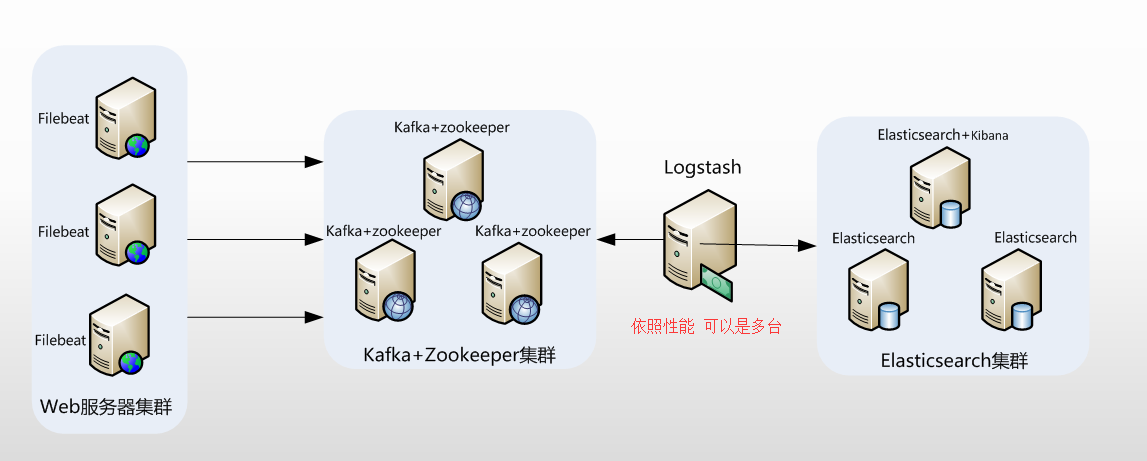 Filebeat
Filebeat
Filebeat
Web服务器集群
Kafka+zookeeper
Kafka+zookeeper
Kafka+zookeeper
Kafka+Zookeeper集群
Logstash
依照性能 可以是多台
Elasticsearch+Kibana
Elasticsearch
Elasticsearch
Elasticsearch集群